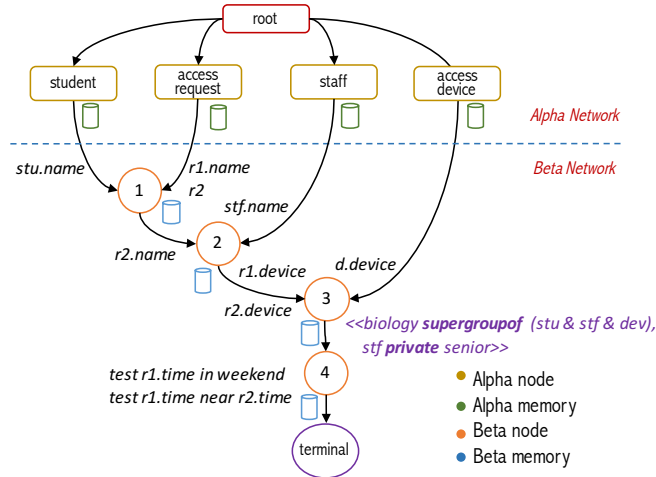 root
student
access
request
staff
access
device
Alpha Network
Beta Network
stu.name
r1.name
r2
1
stf.name
2
r2.name
r1.device
d.device
r2.device
3
<<biology supergroupof (stu & stf & dev),
stf private senior>>
4
test r1.time in weekend
test r1.time near r2.time
terminal
Alpha node
Alpha memory
Beta node
Beta memory